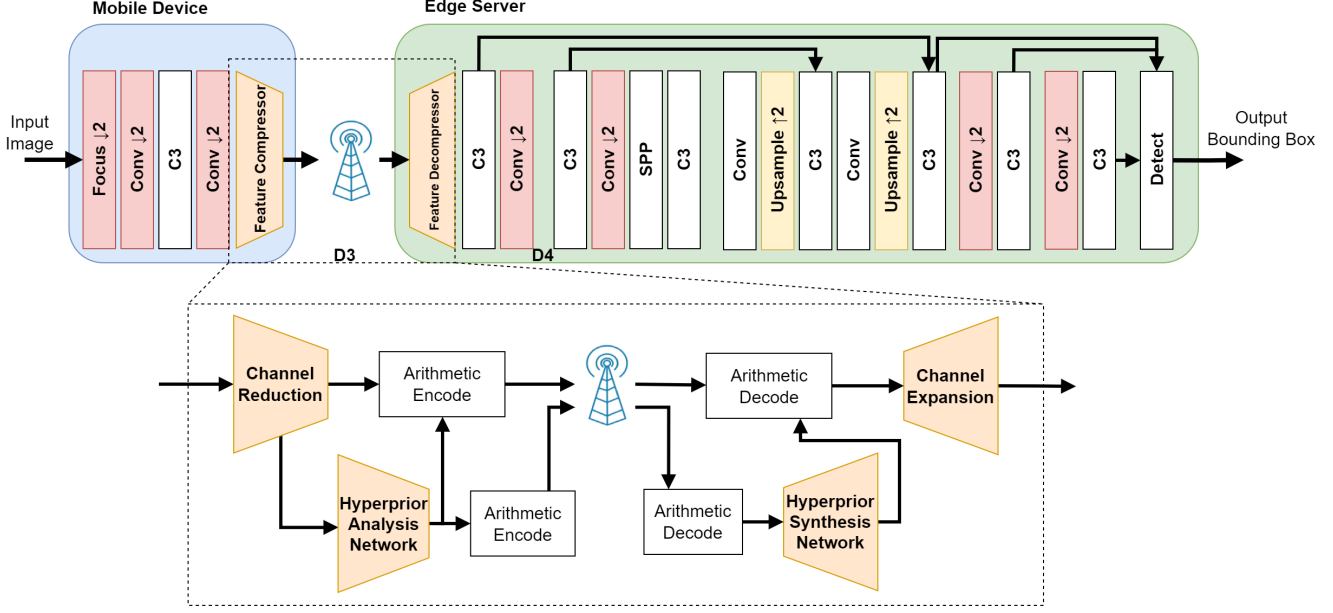 Mobile Device
Edge Server
Input
Image
Focus ↓2
Conv ↓2
C3
Conv ↓2
Feature Compressor
Feature Decompressor
C3
Conv ↓2
C3
Conv ↓2
SPP
C3
Conv
Upsample ↑2
C3
Conv
Upsample ↑2
C3
Conv ↓2
C3
Conv ↓2
C3
Detect
Output
Bounding Box
D3
D4
Channel
Reduction
Arithmetic
Encode
Arithmetic
Decode
Channel
Expansion
Hyperprior
Analysis
Network
Arithmetic
Encode
Arithmetic
Decode
Hyperprior
Synthesis
Network